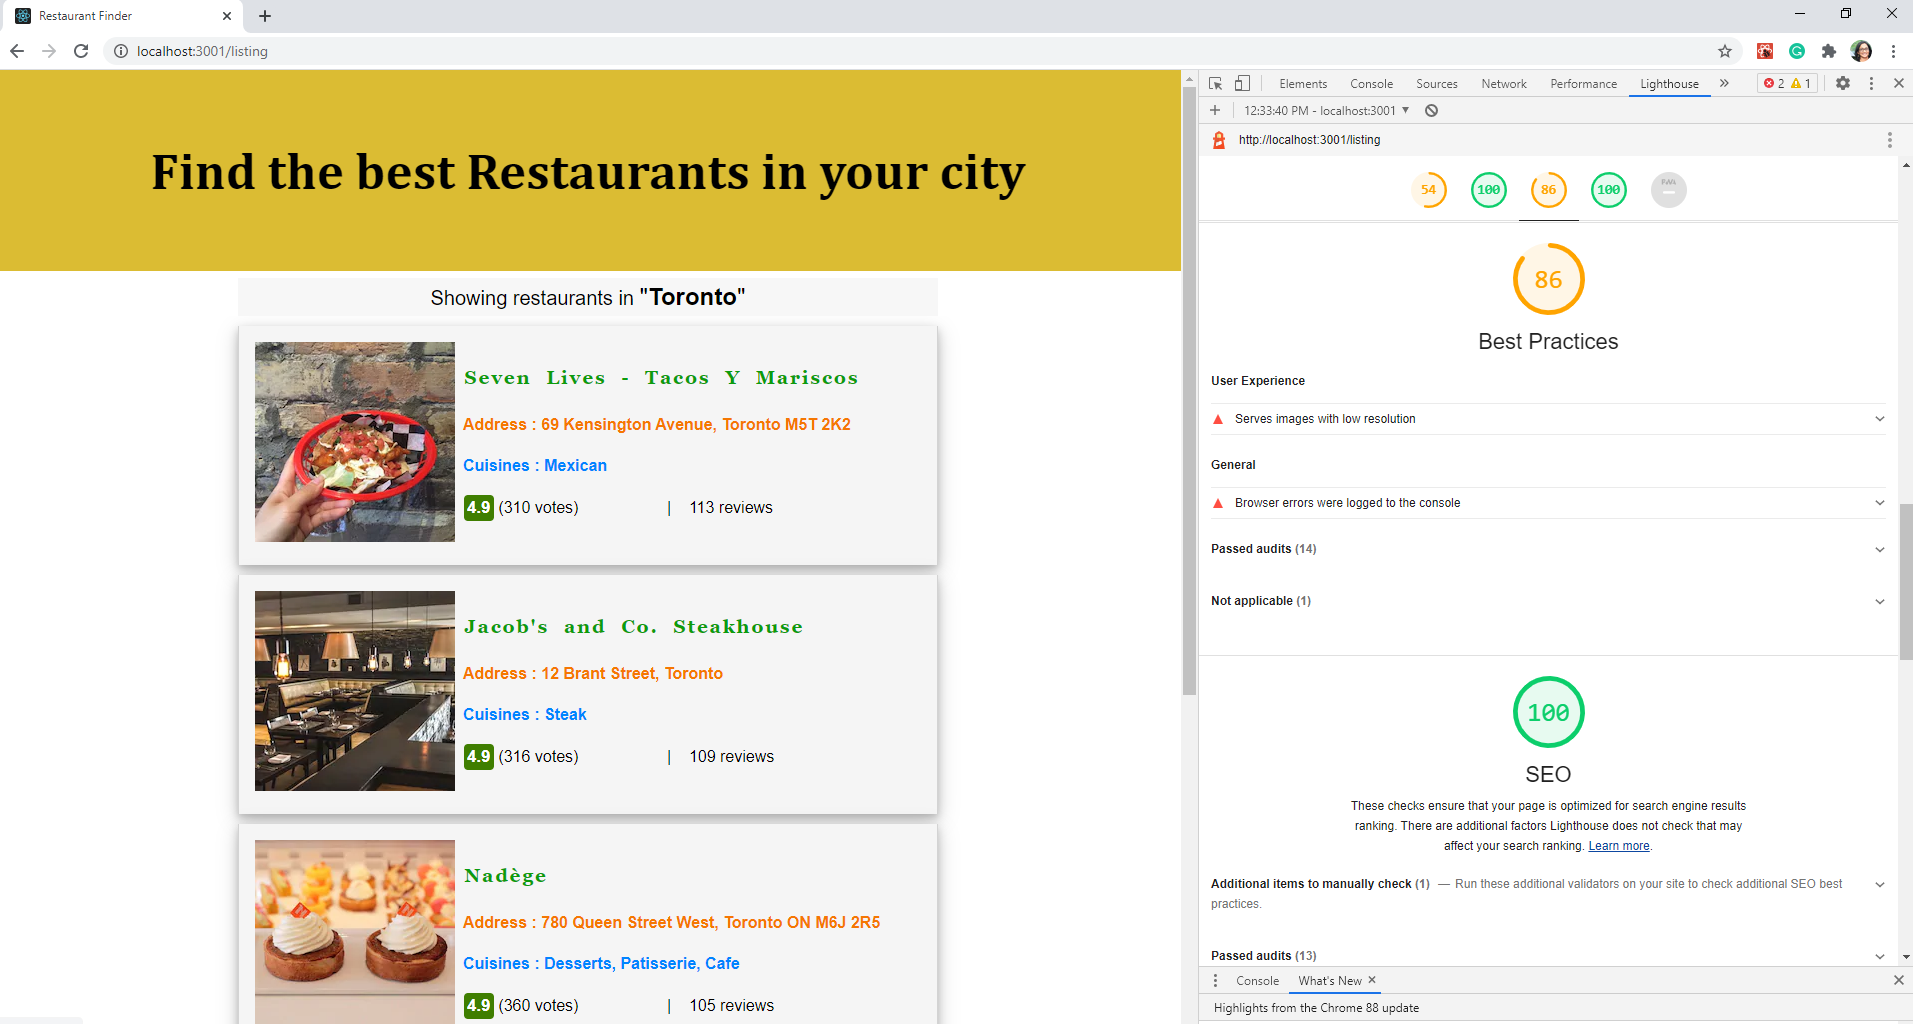 Restaurant Finder
localhost:3001/listing
Find the best Restaurants in your city
Showing restaurants in "Toronto"
Seven Lives - Tacos Y Mariscos
Address : 69 Kensington Avenue, Toronto M5T 2K2
Cuisines : Mexican
4.9 (310 votes) | 113 reviews
Jacob's and Co. Steakhouse
Address : 12 Brant Street, Toronto
Cuisines : Steak
4.9 (316 votes) | 109 reviews
Nadège
Address : 780 Queen Street West, Toronto ON M6J 2R5
Cuisines : Desserts, Patisserie, Cafe
4.9 (360 votes) | 105 reviews
Elements Console Sources Network Performance Lighthouse » 2 1
12:33:40 PM - localhost:3001
http://localhost:3001/listing
54 100 86 100 PWA
86
Best Practices
User Experience
Serves images with low resolution
General
Browser errors were logged to the console
Passed audits (14)
Not applicable (1)
100
SEO
These checks ensure that your page is optimized for search engine results
ranking. There are additional factors Lighthouse does not check that may
affect your search ranking. Learn more.
Additional items to manually check (1) — Run these additional validators on your site to check additional SEO best
practices.
Passed audits (13)
Console What's New
Highlights from the Chrome 88 update